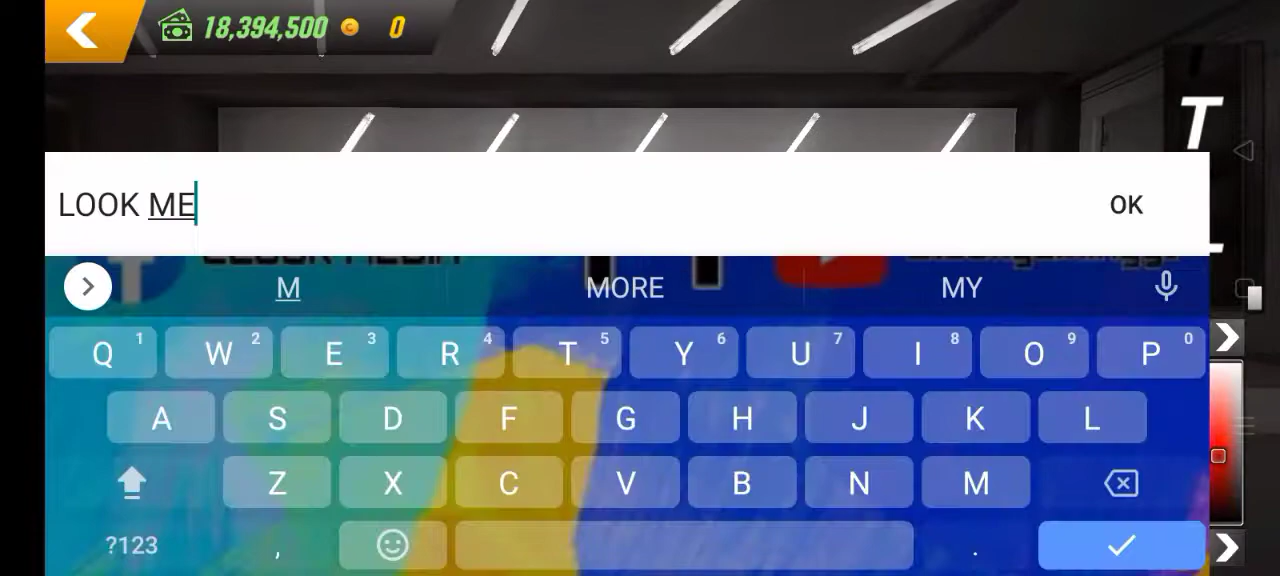 18,394,500 C 0
T
LOOK ME
OK
M MORE MY
Q 1 W 2 E 3 R 4 T 5 Y 6 U 7 I 8 O 9 P 0
A S D F G H J K L
Z X C V B N M
?123 , .